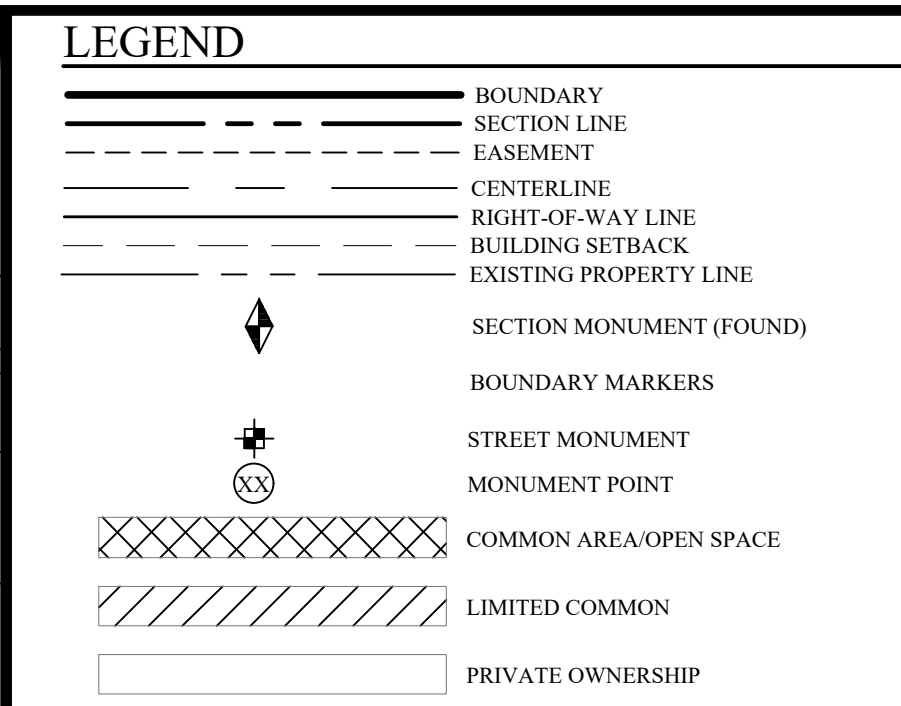 LEGEND
BOUNDARY
SECTION LINE
EASEMENT
CENTERLINE
RIGHT-OF-WAY LINE
BUILDING SETBACK
EXISTING PROPERTY LINE
SECTION MONUMENT (FOUND)
BOUNDARY MARKERS
STREET MONUMENT
XX MONUMENT POINT
COMMON AREA/OPEN SPACE
LIMITED COMMON
PRIVATE OWNERSHIP